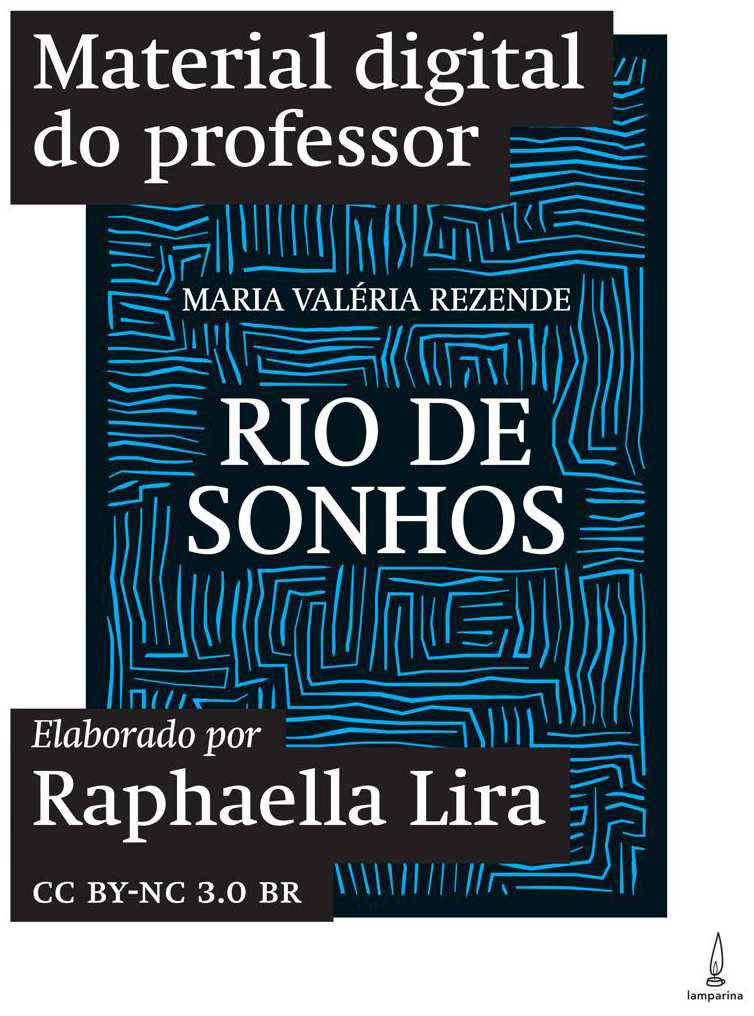 Material digital
do professor
MARIA VALÉRIA REZENDE
RIO DE
SONHOS
Elaborado por
Raphaella Lira
CC BY-NC 3.0 BR
lamparina